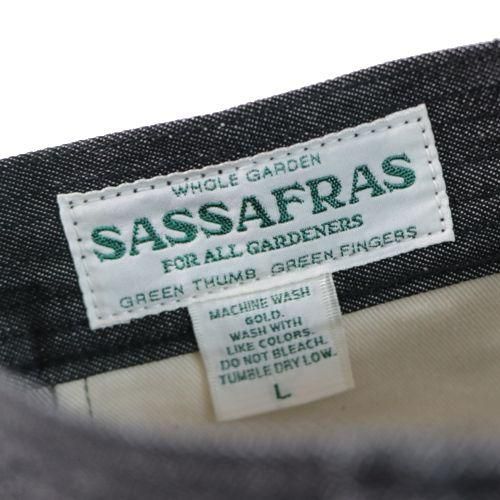 WHOLE GARDEN
SASSAFRAS
FOR ALL GARDENERS
GREEN THUMB, GREEN FINGERS
MACHINE WASH
GOLD.
WASH WITH
LIKE COLORS.
DO NOT BLEACH.
TUMBLE DRY LOW.
L